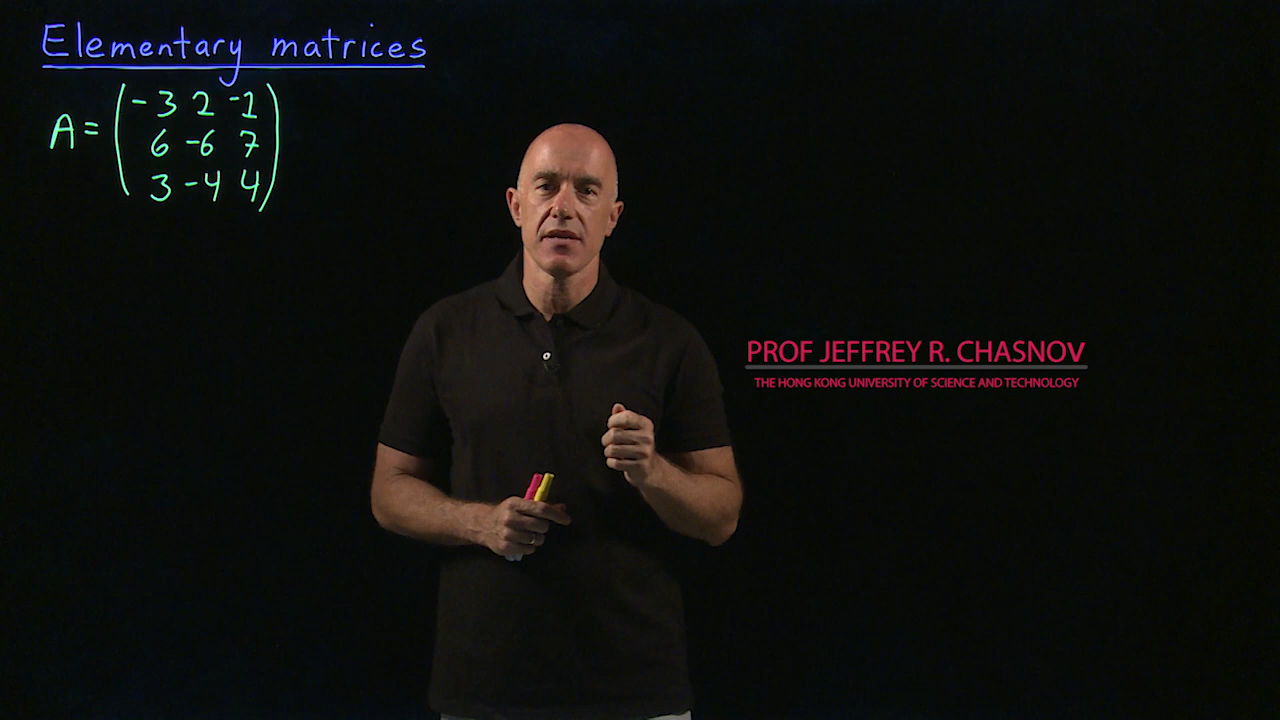 Elementary matrices
A = (-3 2 -1
6 -6 7
3 -4 4)
PROF JEFFREY R. CHASNOV
THE HONG KONG UNIVERSITY OF SCIENCE AND TECHNOLOGY